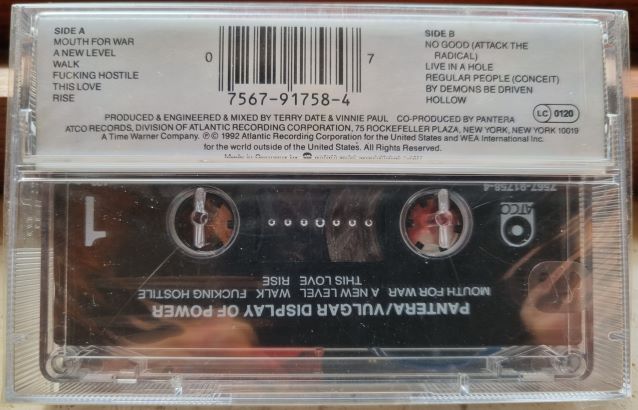 SIDE A
MOUTH FOR WAR
A NEW LEVEL
WALK
FUCKING HOSTILE
THIS LOVE
RISE
0 7
7567-91758-4
SIDE B
NO GOOD (ATTACK THE
RADICAL)
LIVE IN A HOLE
REGULAR PEOPLE (CONCEIT)
BY DEMONS BE DRIVEN
HOLLOW
LC 0120
PRODUCED & ENGINEERED & MIXED BY TERRY DATE & VINNIE PAUL CO-PRODUCED BY PANTERA
ATCO RECORDS, DIVISION OF ATLANTIC RECORDING CORPORATION, 75 ROCKEFELLER PLAZA, NEW YORK, NEW YORK 10019
A Time Warner Company. ℗ © 1992 Atlantic Recording Corporation for the United States and WEA International Inc.
for the world outside of the United States. All Rights Reserved.
1
7567-91758-4
ATCO
PANTERA/VULGAR DISPLAY OF POWER
MOUTH FOR WAR A NEW LEVEL WALK FUCKING HOSTILE
THIS LOVE RISE